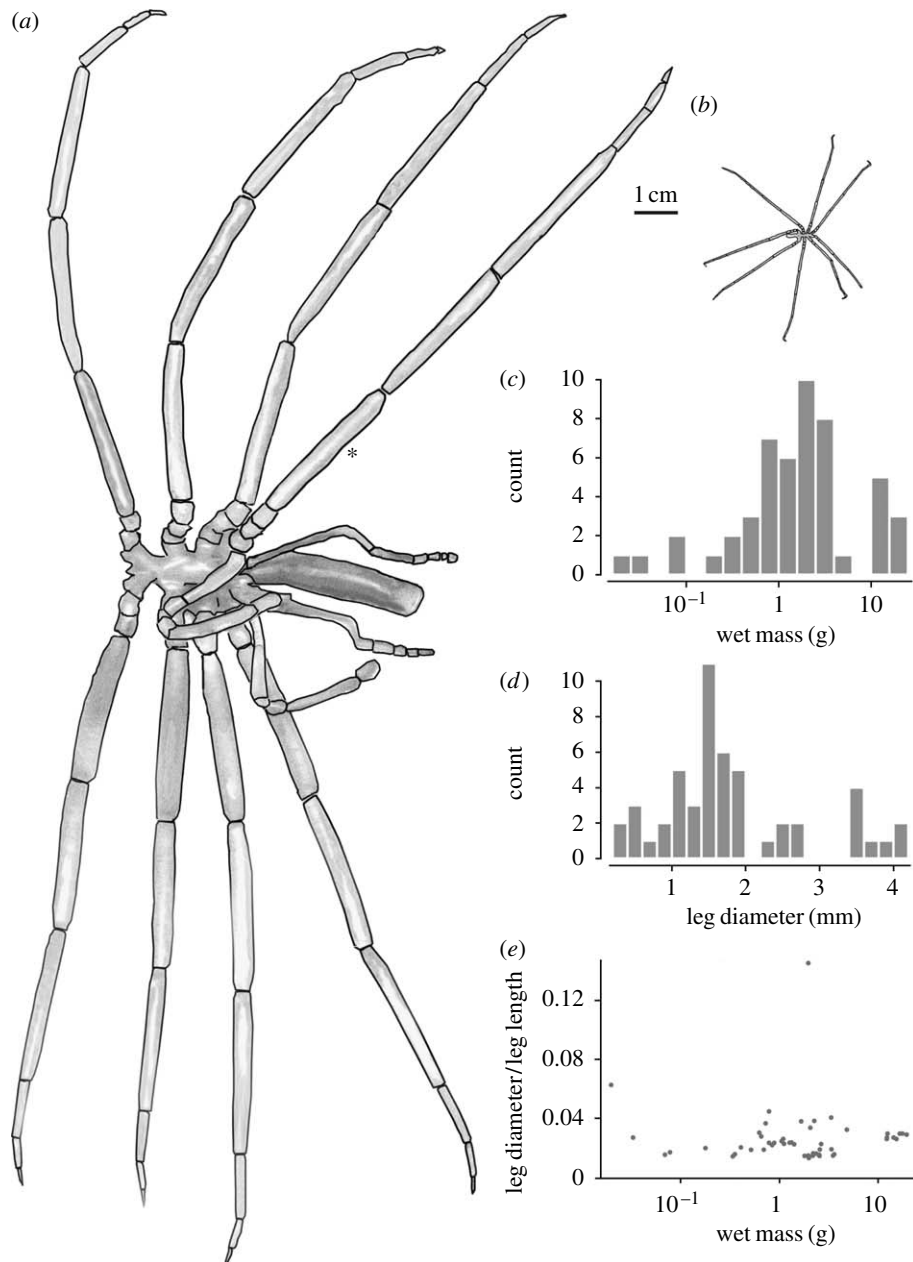 (a)
(b)
1 cm
*
(c)
10
8
6
4
2
0
count
10⁻¹ 1 10
wet mass (g)
(d)
10
8
6
4
2
0
count
1 2 3 4
leg diameter (mm)
(e)
0.12
0.08
0.04
0
leg diameter/leg length
10⁻¹ 1 10
wet mass (g)